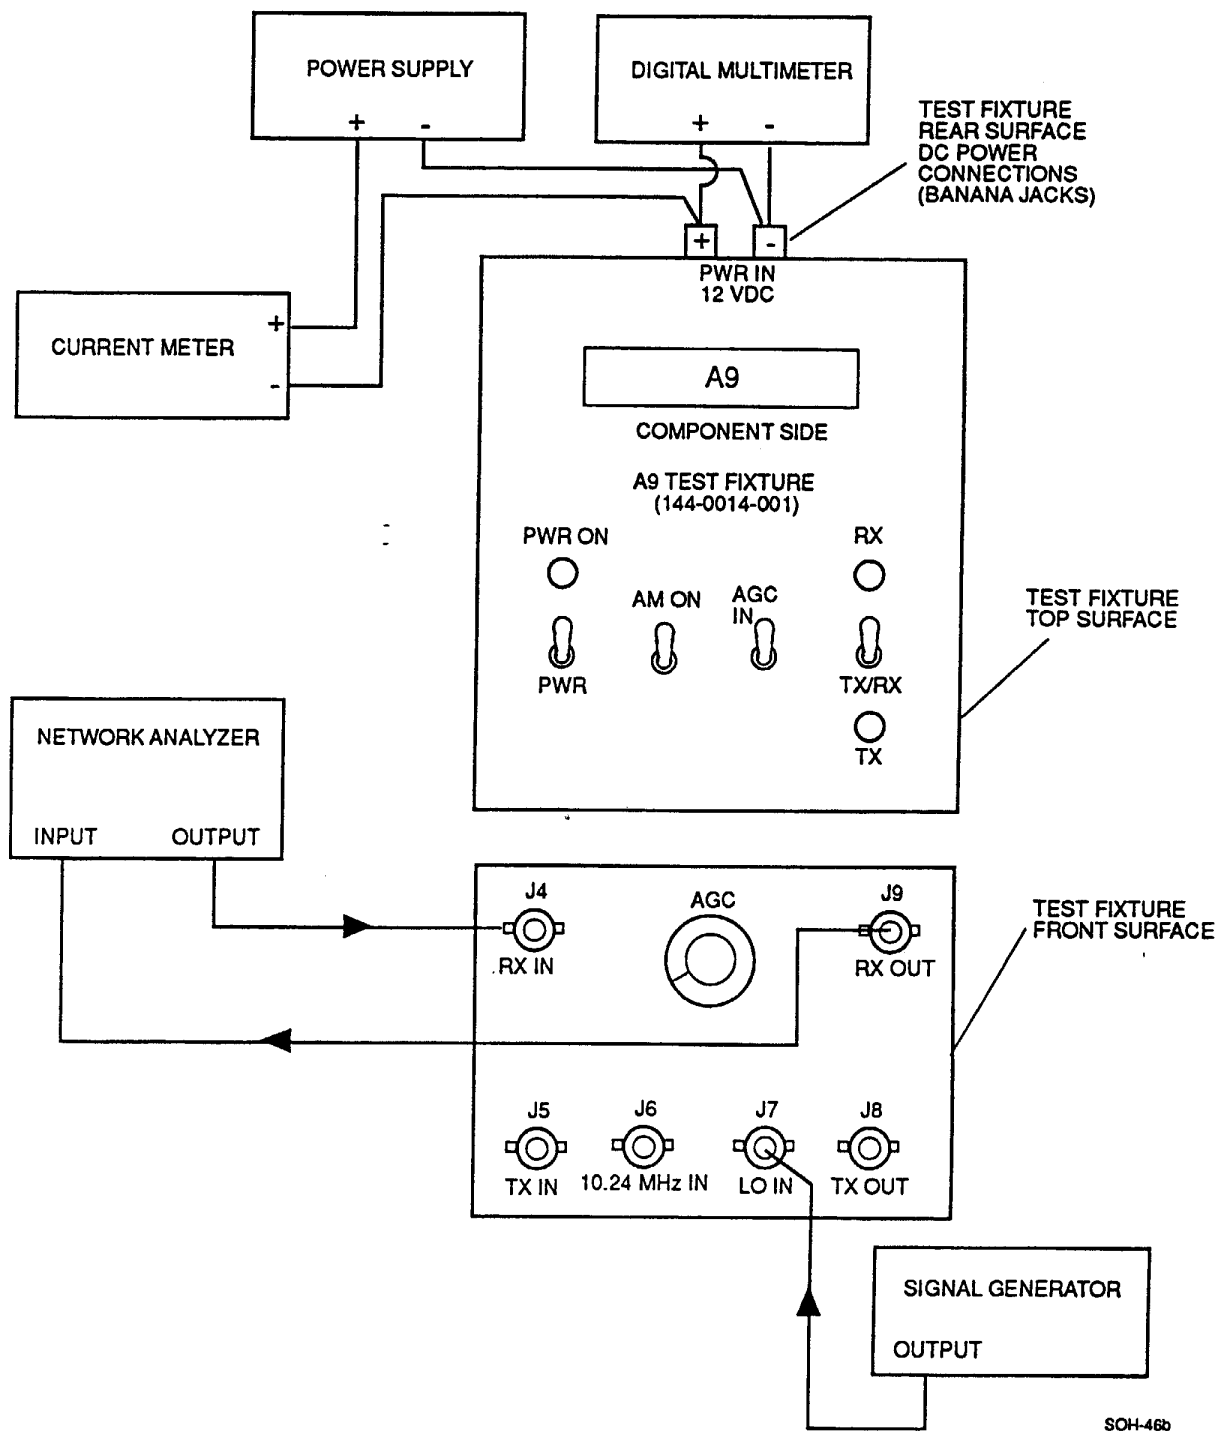 POWER SUPPLY
+ -
DIGITAL MULTIMETER
+ -
TEST FIXTURE
REAR SURFACE
DC POWER
CONNECTIONS
(BANANA JACKS)
+ -
PWR IN
12 VDC
CURRENT METER
+
-
A9
COMPONENT SIDE
A9 TEST FIXTURE
(144-0014-001)
PWR ON
PWR
AM ON
AGC
IN
RX
TX/RX
TX
TEST FIXTURE
TOP SURFACE
NETWORK ANALYZER
INPUT OUTPUT
J4
RX IN
AGC
J9
RX OUT
TEST FIXTURE
FRONT SURFACE
J5
TX IN
J6
10.24 MHz IN
J7
LO IN
J8
TX OUT
SIGNAL GENERATOR
OUTPUT
SOH-46b